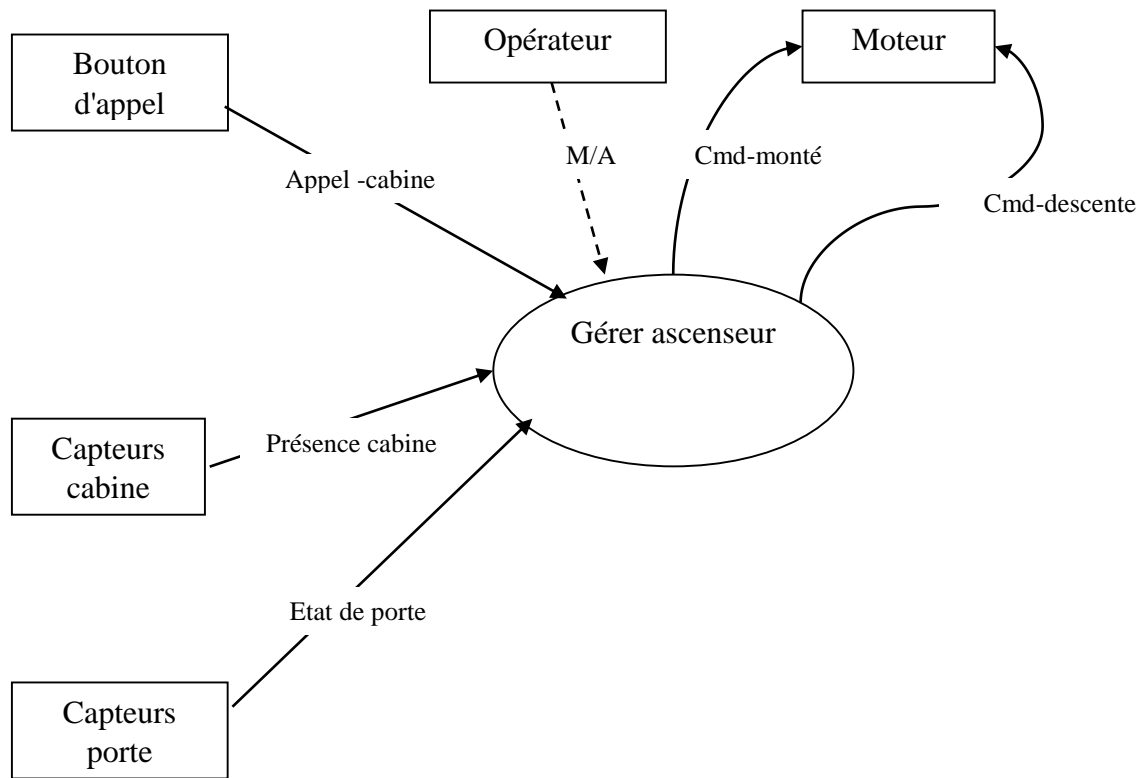 Opérateur
Moteur
Bouton
d'appel
M/A
Cmd-monté
Appel -cabine
Cmd-descente
Gérer ascenseur
Capteurs
cabine
Présence cabine
Etat de porte
Capteurs
porte